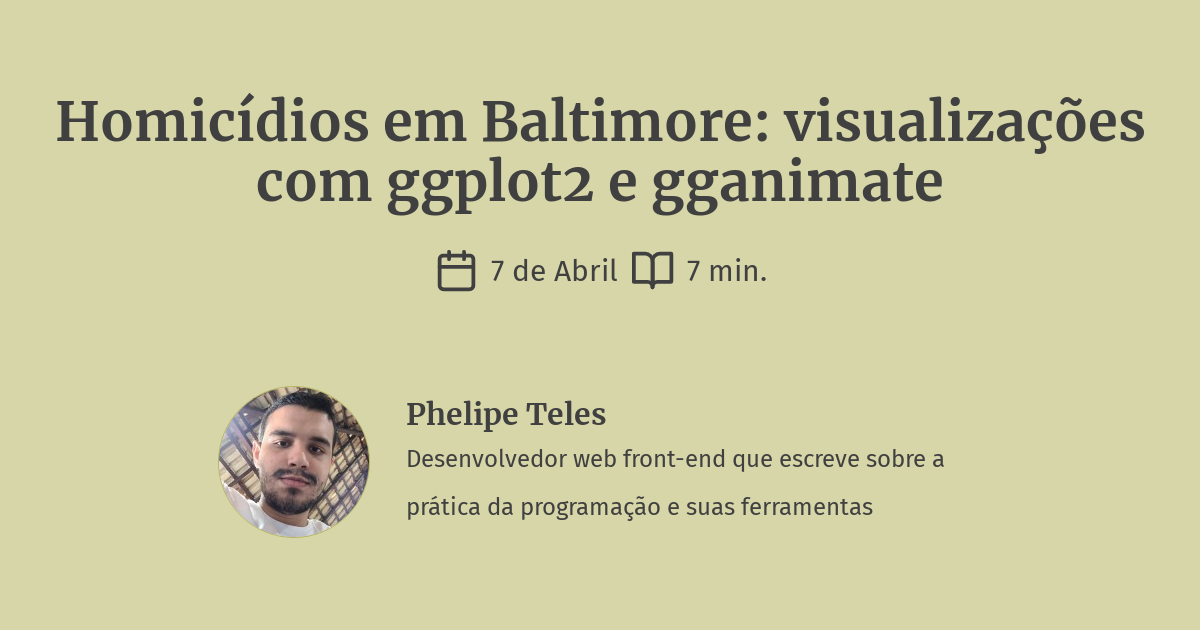 Homicídios em Baltimore: visualizações
com ggplot2 e gganimate
7 de Abril 7 min.
Phelipe Teles
Desenvolvedor web front-end que escreve sobre a
prática da programação e suas ferramentas